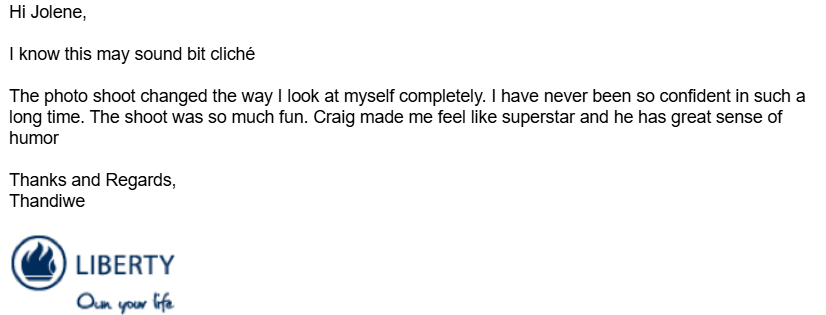 Hi Jolene,
I know this may sound bit cliché
The photo shoot changed the way I look at myself completely. I have never been so confident in such a
long time. The shoot was so much fun. Craig made me feel like superstar and he has great sense of
humor
Thanks and Regards,
Thandiwe
LIBERTY
Own your life